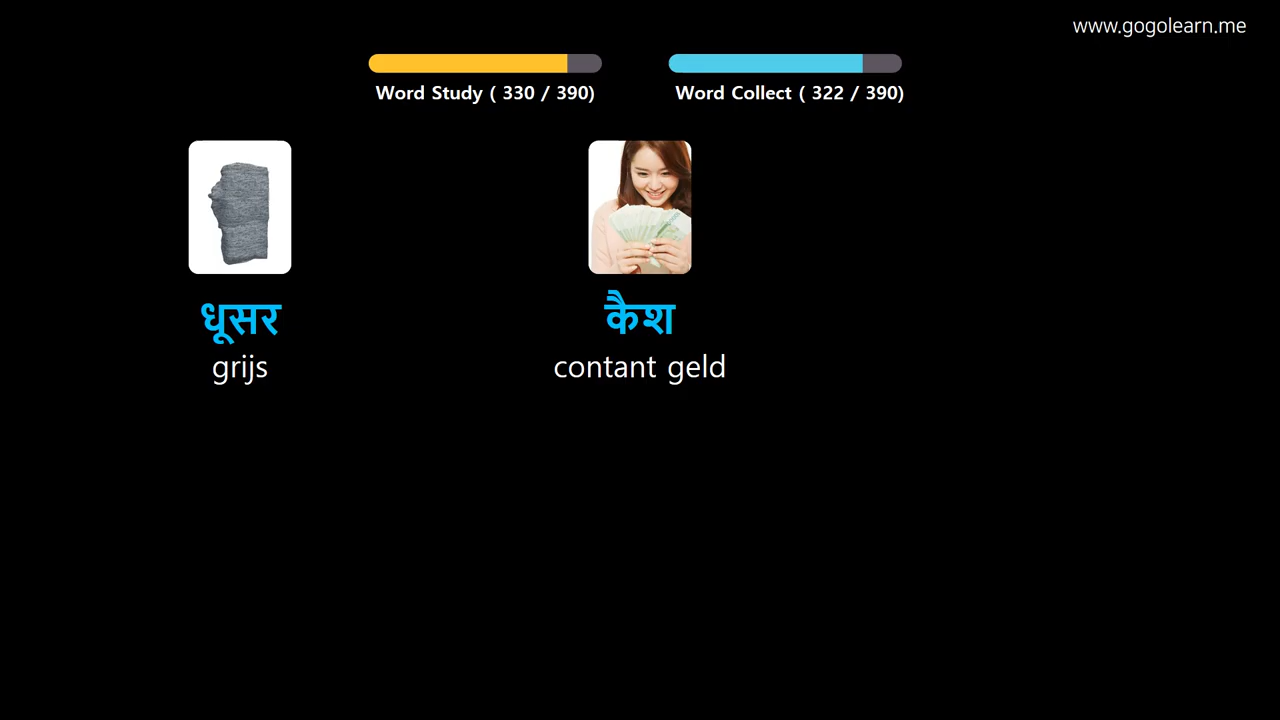 www.gogolearn.me
Word Study ( 330 / 390)
Word Collect ( 322 / 390)
धूसर
grijs
कैश
contant geld